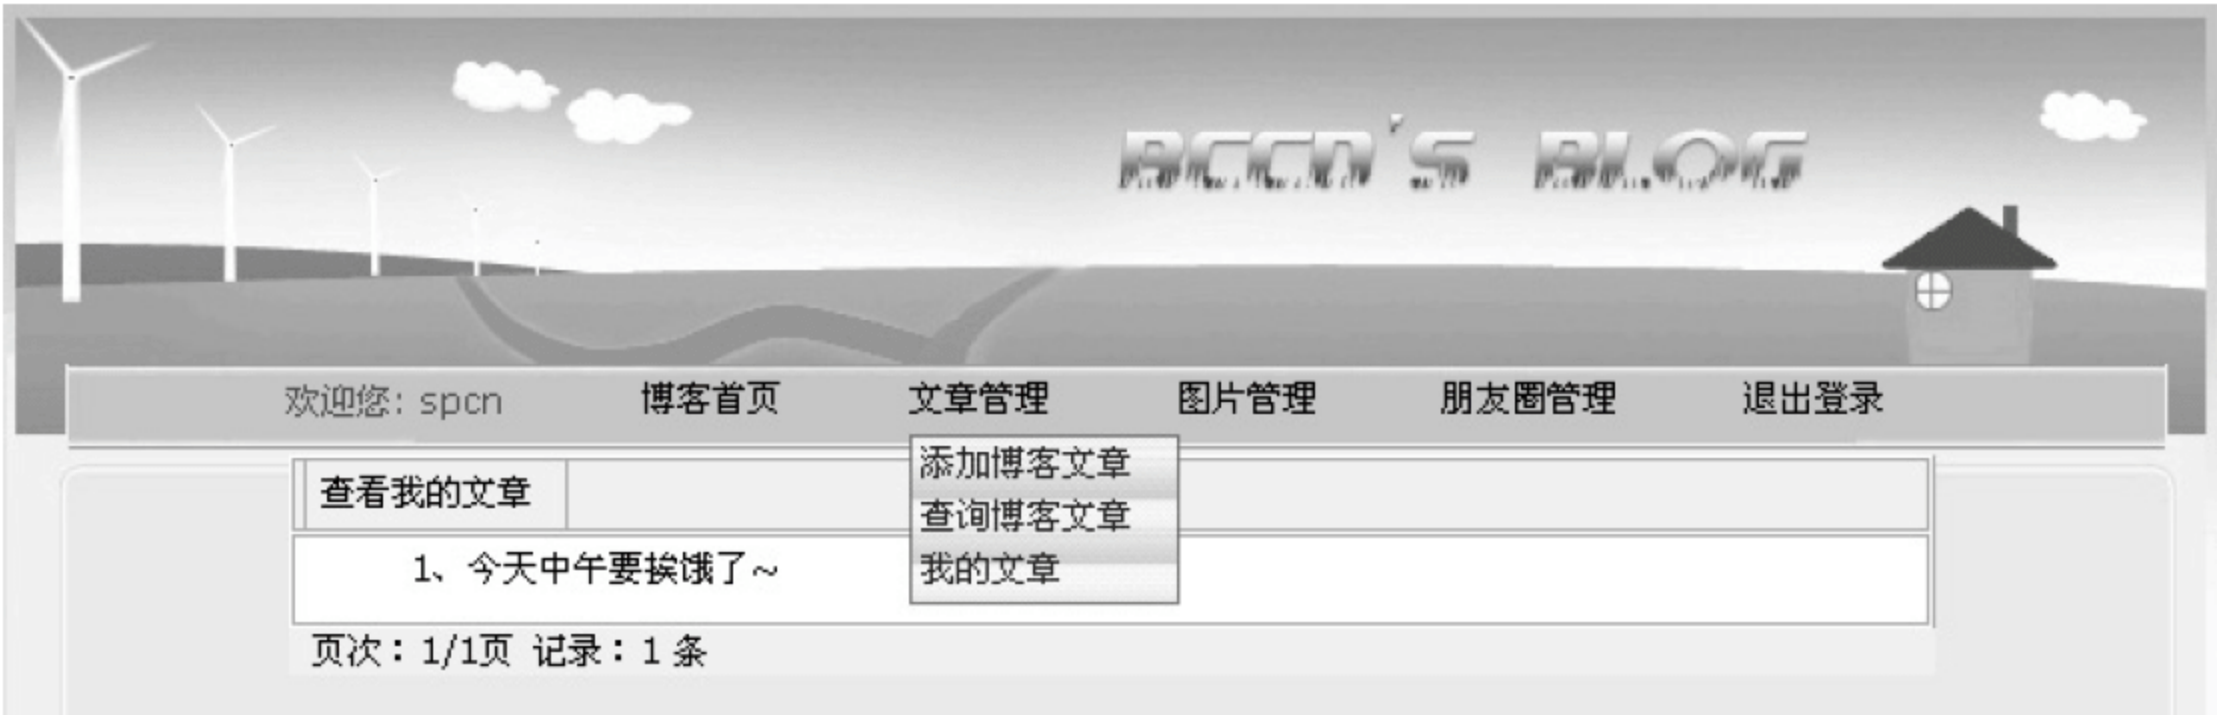 BCCN'S BLOG
欢迎您: spcn 博客首页 文章管理 图片管理 朋友圈管理 退出登录
添加博客文章
查看我的文章
查询博客文章
1、今天中午要挨饿了~
我的文章
页次：1/1页 记录：1 条